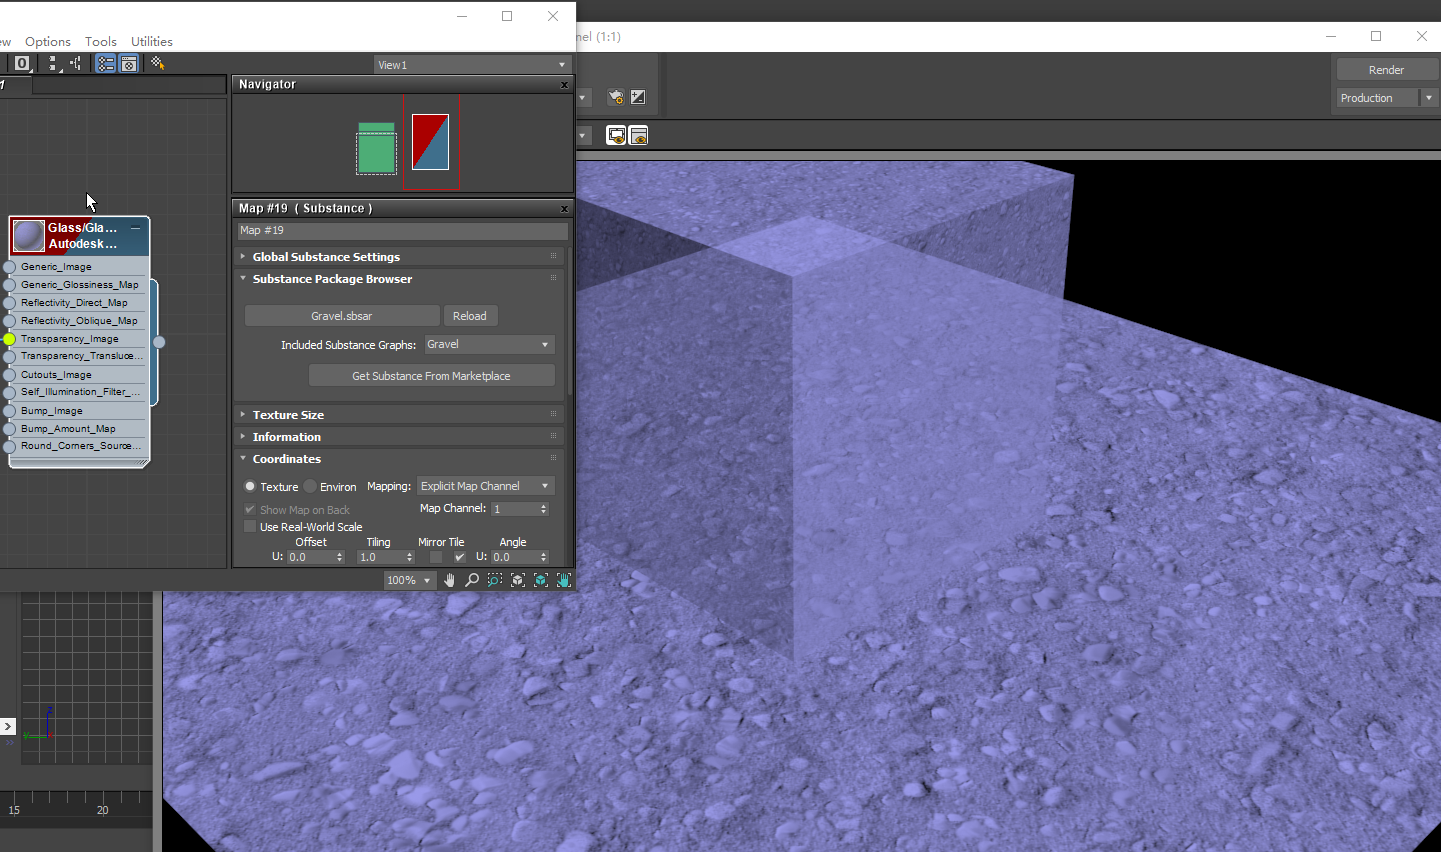 ew Options Tools Utilities
nel (1:1)
View1
Render
Production
Navigator
Map #19 ( Substance )
Map #19
Global Substance Settings
Substance Package Browser
Gravel.sbsar
Reload
Included Substance Graphs:
Gravel
Get Substance From Marketplace
Texture Size
Information
Coordinates
Texture
Environ
Mapping:
Explicit Map Channel
Show Map on Back
Map Channel:
1
Use Real-World Scale
Offset Tiling Mirror Tile Angle
U: 0.0 1.0 U: 0.0
100%
Glass/Gla...
Autodesk...
Generic_Image
Generic_Glossiness_Map
Reflectivity_Direct_Map
Reflectivity_Oblique_Map
Transparency_Image
Transparency_Transluce...
Cutouts_Image
Self_Illumination_Filter_...
Bump_Image
Bump_Amount_Map
Round_Corners_Source...
z
y
15 20